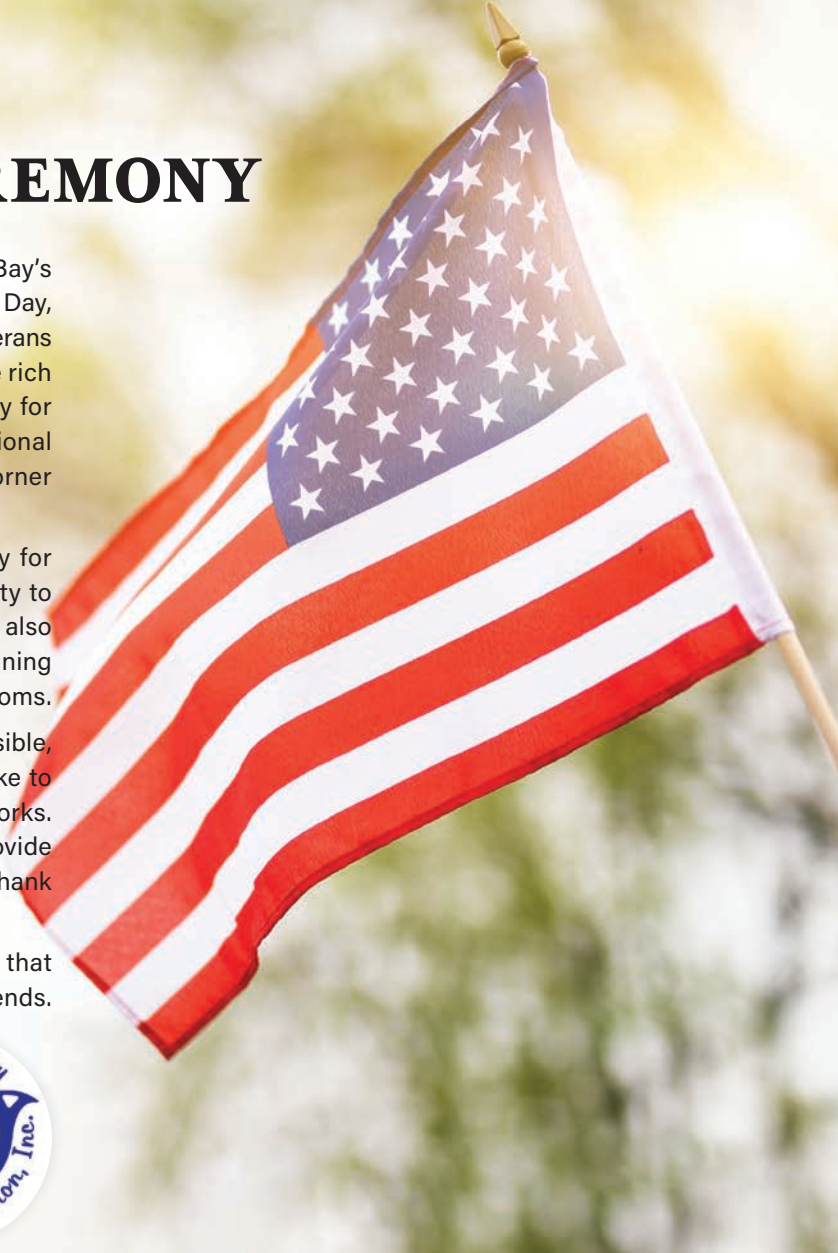 REMONY
Bay's
Day,
erans
rich
y for
ional
orner
y for
ty to
also
ning
oms.
sible,
ke to
orks.
ovide
hank
that
ends.
on, Inc.